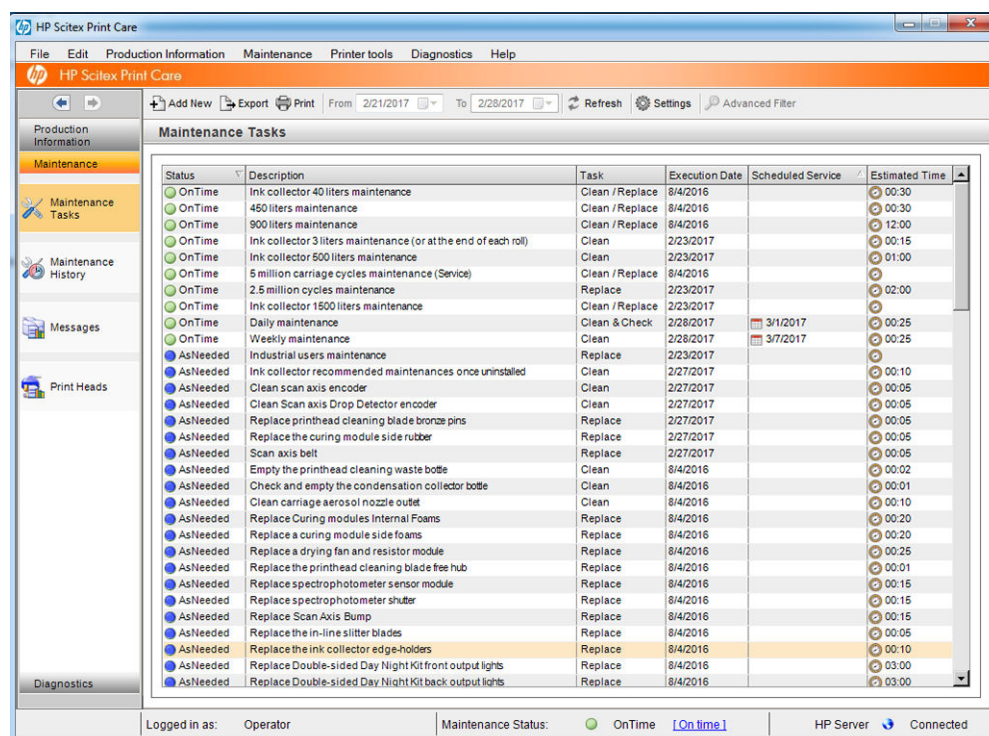 HP Scitex Print Care
File Edit Production Information Maintenance Printer tools Diagnostics Help
HP Scitex Print Care
Add New Export Print From 2/21/2017 To 2/28/2017 Refresh Settings Advanced Filter
Production Information
Maintenance Tasks
Maintenance
Maintenance Tasks
Maintenance History
Messages
Print Heads
Diagnostics
Status Description Task Execution Date Scheduled Service Estimated Time
OnTime Ink collector 40 liters maintenance Clean / Replace 8/4/2016 00:30
OnTime 450 liters maintenance Clean / Replace 8/4/2016 00:30
OnTime 900 liters maintenance Clean / Replace 8/4/2016 12:00
OnTime Ink collector 3 liters maintenance (or at the end of each roll) Clean 2/23/2017 00:15
OnTime Ink collector 500 liters maintenance Clean 2/23/2017 01:00
OnTime 5 million carriage cycles maintenance (Service) Clean / Replace 8/4/2016
OnTime 2.5 million cycles maintenance Replace 2/23/2017 02:00
OnTime Ink collector 1500 liters maintenance Clean / Replace 2/23/2017
OnTime Daily maintenance Clean & Check 2/28/2017 3/1/2017 00:25
OnTime Weekly maintenance Clean 2/28/2017 3/7/2017 00:25
AsNeeded Industrial users maintenance Replace 2/23/2017
AsNeeded Ink collector recommended maintenances once uninstalled Clean 2/27/2017 00:10
AsNeeded Clean scan axis encoder Clean 2/27/2017 00:05
AsNeeded Clean Scan axis Drop Detector encoder Clean 2/27/2017 00:05
AsNeeded Replace printhead cleaning blade bronze pins Replace 2/27/2017 00:05
AsNeeded Replace the curing module side rubber Replace 2/27/2017 00:05
AsNeeded Scan axis belt Replace 2/27/2017 00:05
AsNeeded Empty the printhead cleaning waste bottle Clean 8/4/2016 00:02
AsNeeded Check and empty the condensation collector bottle Clean 8/4/2016 00:01
AsNeeded Clean carriage aerosol nozzle outlet Clean 8/4/2016 00:10
AsNeeded Replace Curing modules Internal Foams Replace 8/4/2016 00:20
AsNeeded Replace a curing module side foams Replace 8/4/2016 00:20
AsNeeded Replace a drying fan and resistor module Replace 8/4/2016 00:25
AsNeeded Replace the printhead cleaning blade free hub Replace 8/4/2016 00:01
AsNeeded Replace spectrophotometer sensor module Replace 8/4/2016 00:15
AsNeeded Replace spectrophotometer shutter Replace 8/4/2016 00:15
AsNeeded Replace Scan Axis Bump Replace 8/4/2016 00:15
AsNeeded Replace the in-line slitter blades Replace 8/4/2016 00:05
AsNeeded Replace the ink collector edge-holders Replace 8/4/2016 00:10
AsNeeded Replace Double-sided Day Night Kit front output lights Replace 8/4/2016 03:00
AsNeeded Replace Double-sided Day Night Kit back output lights Replace 8/4/2016 03:00
Logged in as: Operator Maintenance Status: OnTime [ On time ] HP Server Connected